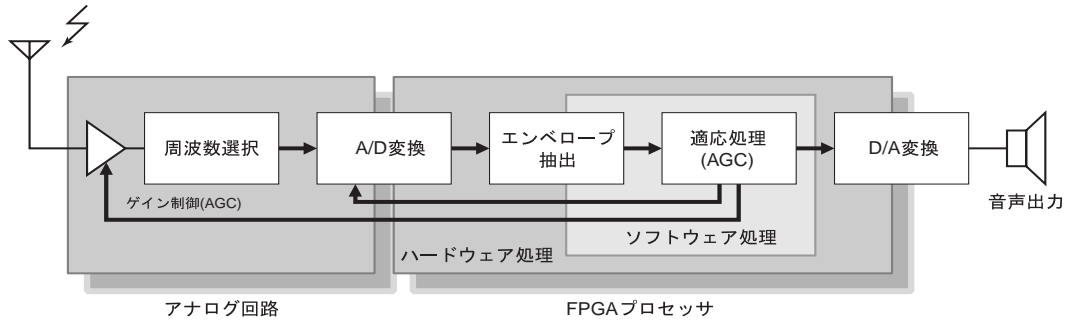 周波数選択
A/D変換
エンベロープ
抽出
適応処理
(AGC)
D/A変換
音声出力
ゲイン制御(AGC)
ソフトウェア処理
ハードウェア処理
アナログ回路
FPGAプロセッサ